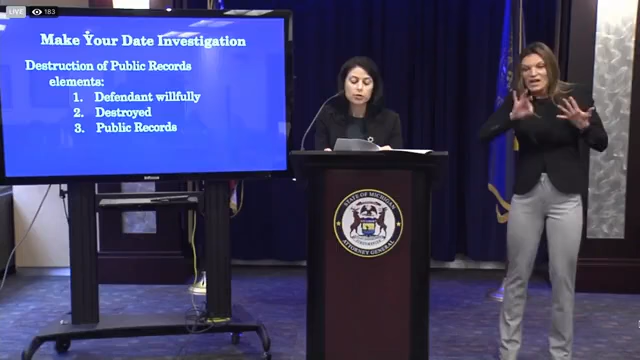 LIVE 183
Make Your Date Investigation
Destruction of Public Records
elements:
1. Defendant willfully
2. Destroyed
3. Public Records
STATE OF MICHIGAN
ATTORNEY GENERAL